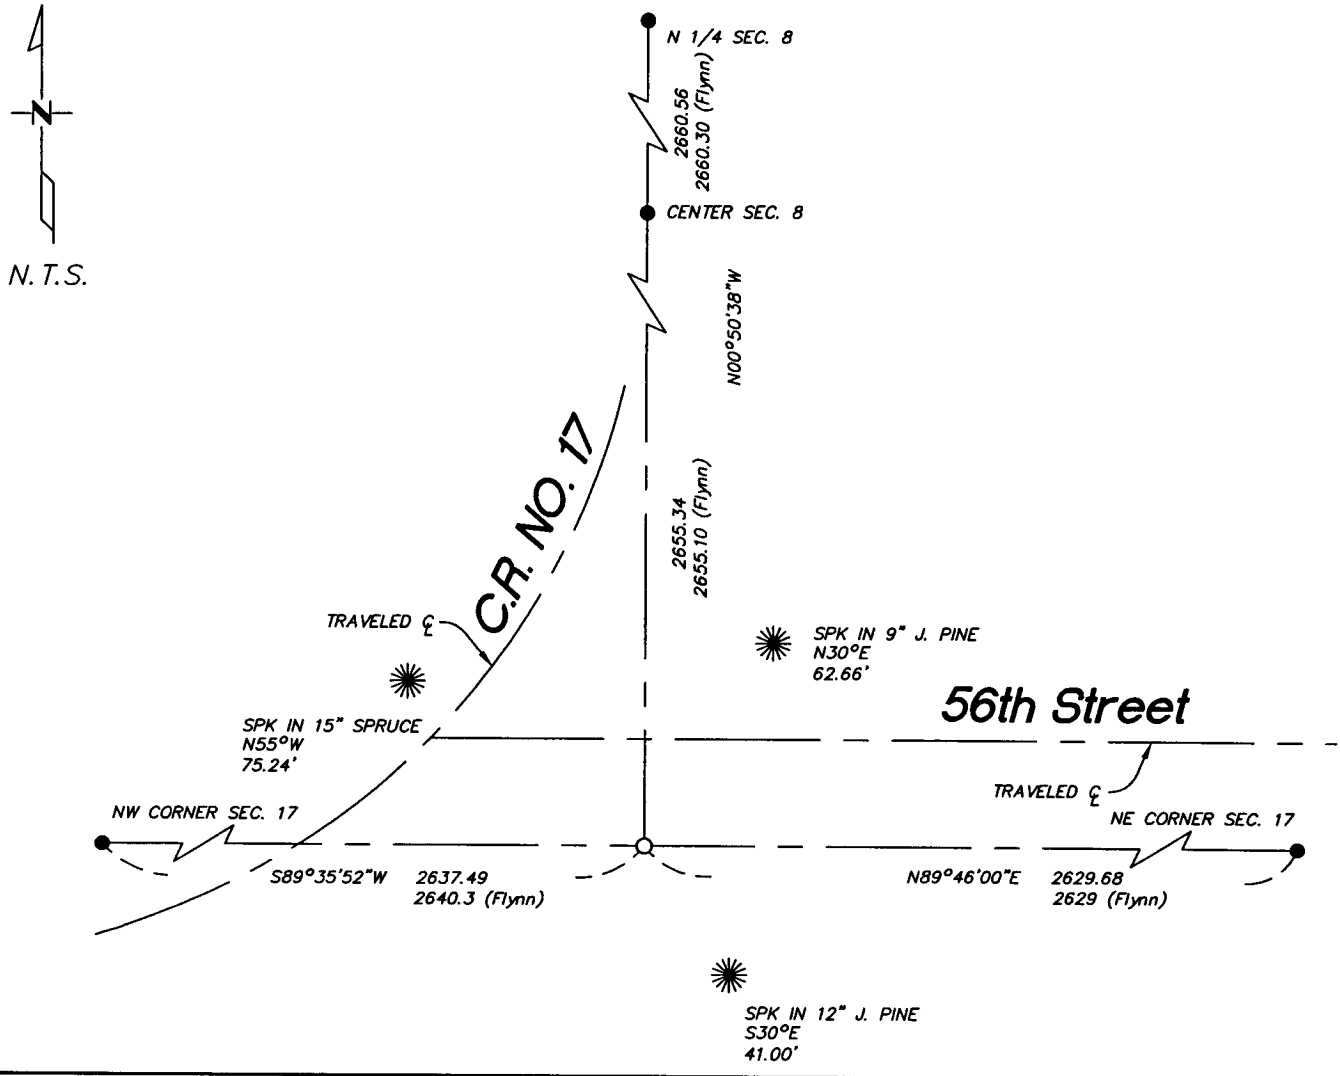 N 1/4 SEC. 8
2660.56
2660.30 (Flynn)
N
CENTER SEC. 8
N.T.S.
N00°50'38"W
C.R. NO. 17
2655.34
2655.10 (Flynn)
TRAVELED ℄
SPK IN 9" J. PINE
N30°E
62.66'
56th Street
SPK IN 15" SPRUCE
N55°W
75.24'
TRAVELED ℄
NW CORNER SEC. 17
NE CORNER SEC. 17
S89°35'52"W 2637.49
2640.3 (Flynn)
N89°46'00"E 2629.68
2629 (Flynn)
SPK IN 12" J. PINE
S30°E
41.00'